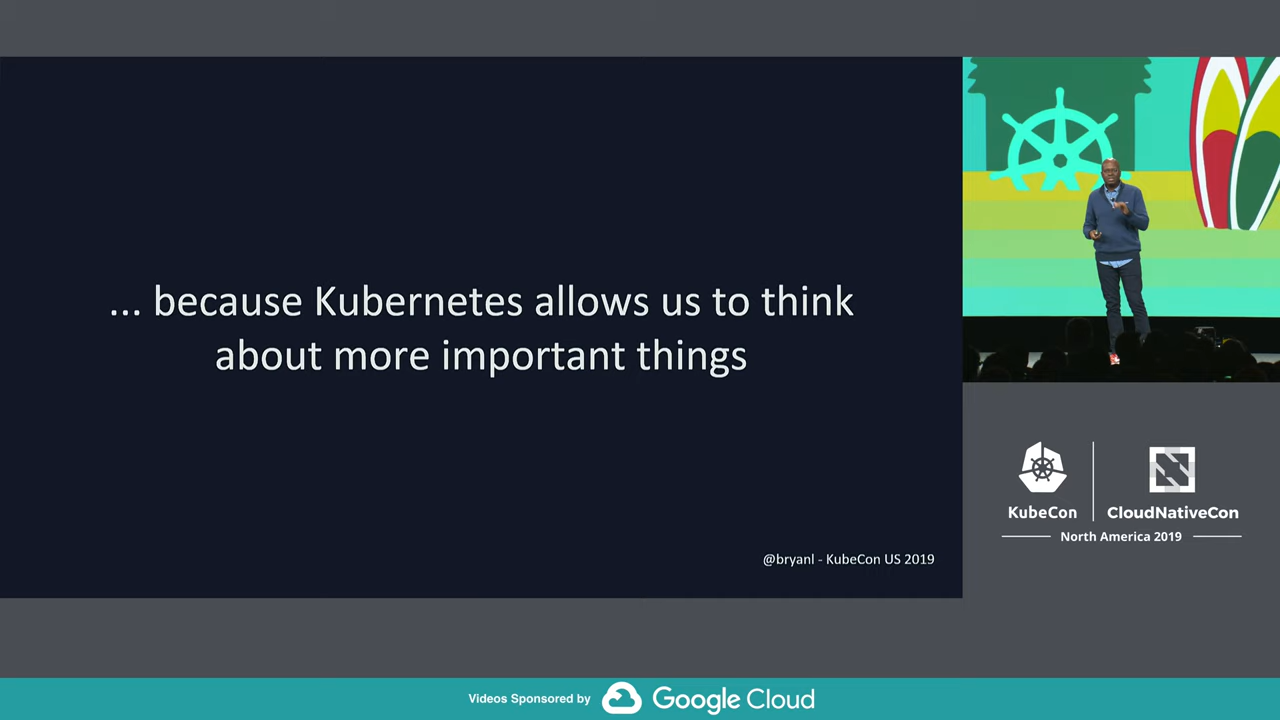 ... because Kubernetes allows us to think
about more important things
@bryanl - KubeCon US 2019
KubeCon
CloudNativeCon
North America 2019
Videos Sponsored by
Google Cloud